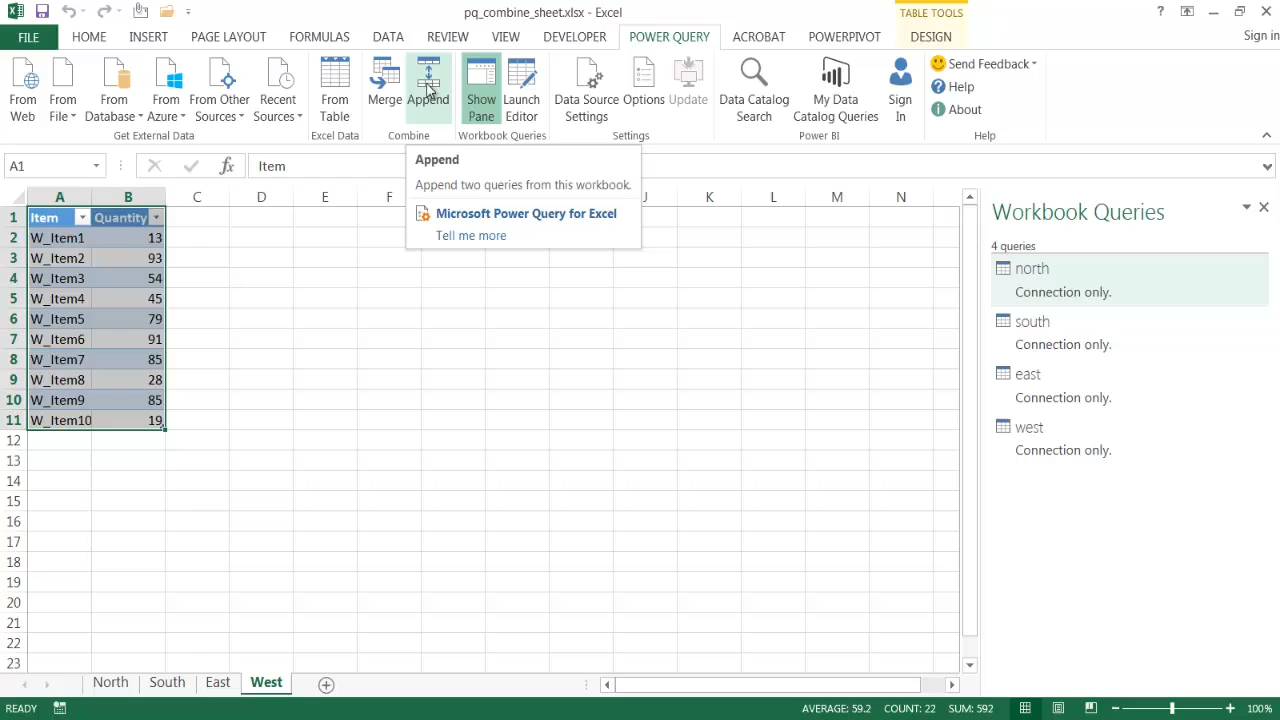 pq_combine_sheet.xlsx - Excel
TABLE TOOLS
FILE HOME INSERT PAGE LAYOUT FORMULAS DATA REVIEW VIEW DEVELOPER POWER QUERY ACROBAT POWERPIVOT DESIGN Sign in
From Web
From File
From Database
From Azure
From Other Sources
Recent Sources
Get External Data
From Table
Excel Data
Merge
Append
Combine
Show Pane
Launch Editor
Workbook Queries
Data Source Settings
Options
Update
Settings
Data Catalog Search
My Data Catalog Queries
Sign In
Power BI
Send Feedback
Help
About
Help
A1
fx
Item
Append
Append two queries from this workbook.
Microsoft Power Query for Excel
Tell me more
A B C D E F J K L M N
1 Item Quantity
2 W_Item1 13
3 W_Item2 93
4 W_Item3 54
5 W_Item4 45
6 W_Item5 79
7 W_Item6 91
8 W_Item7 85
9 W_Item8 28
10 W_Item9 85
11 W_Item10 19
12
13
14
15
16
17
18
19
20
21
22
23
Workbook Queries
4 queries
north
Connection only.
south
Connection only.
east
Connection only.
west
Connection only.
North South East West
READY
AVERAGE: 59.2 COUNT: 22 SUM: 592
100%